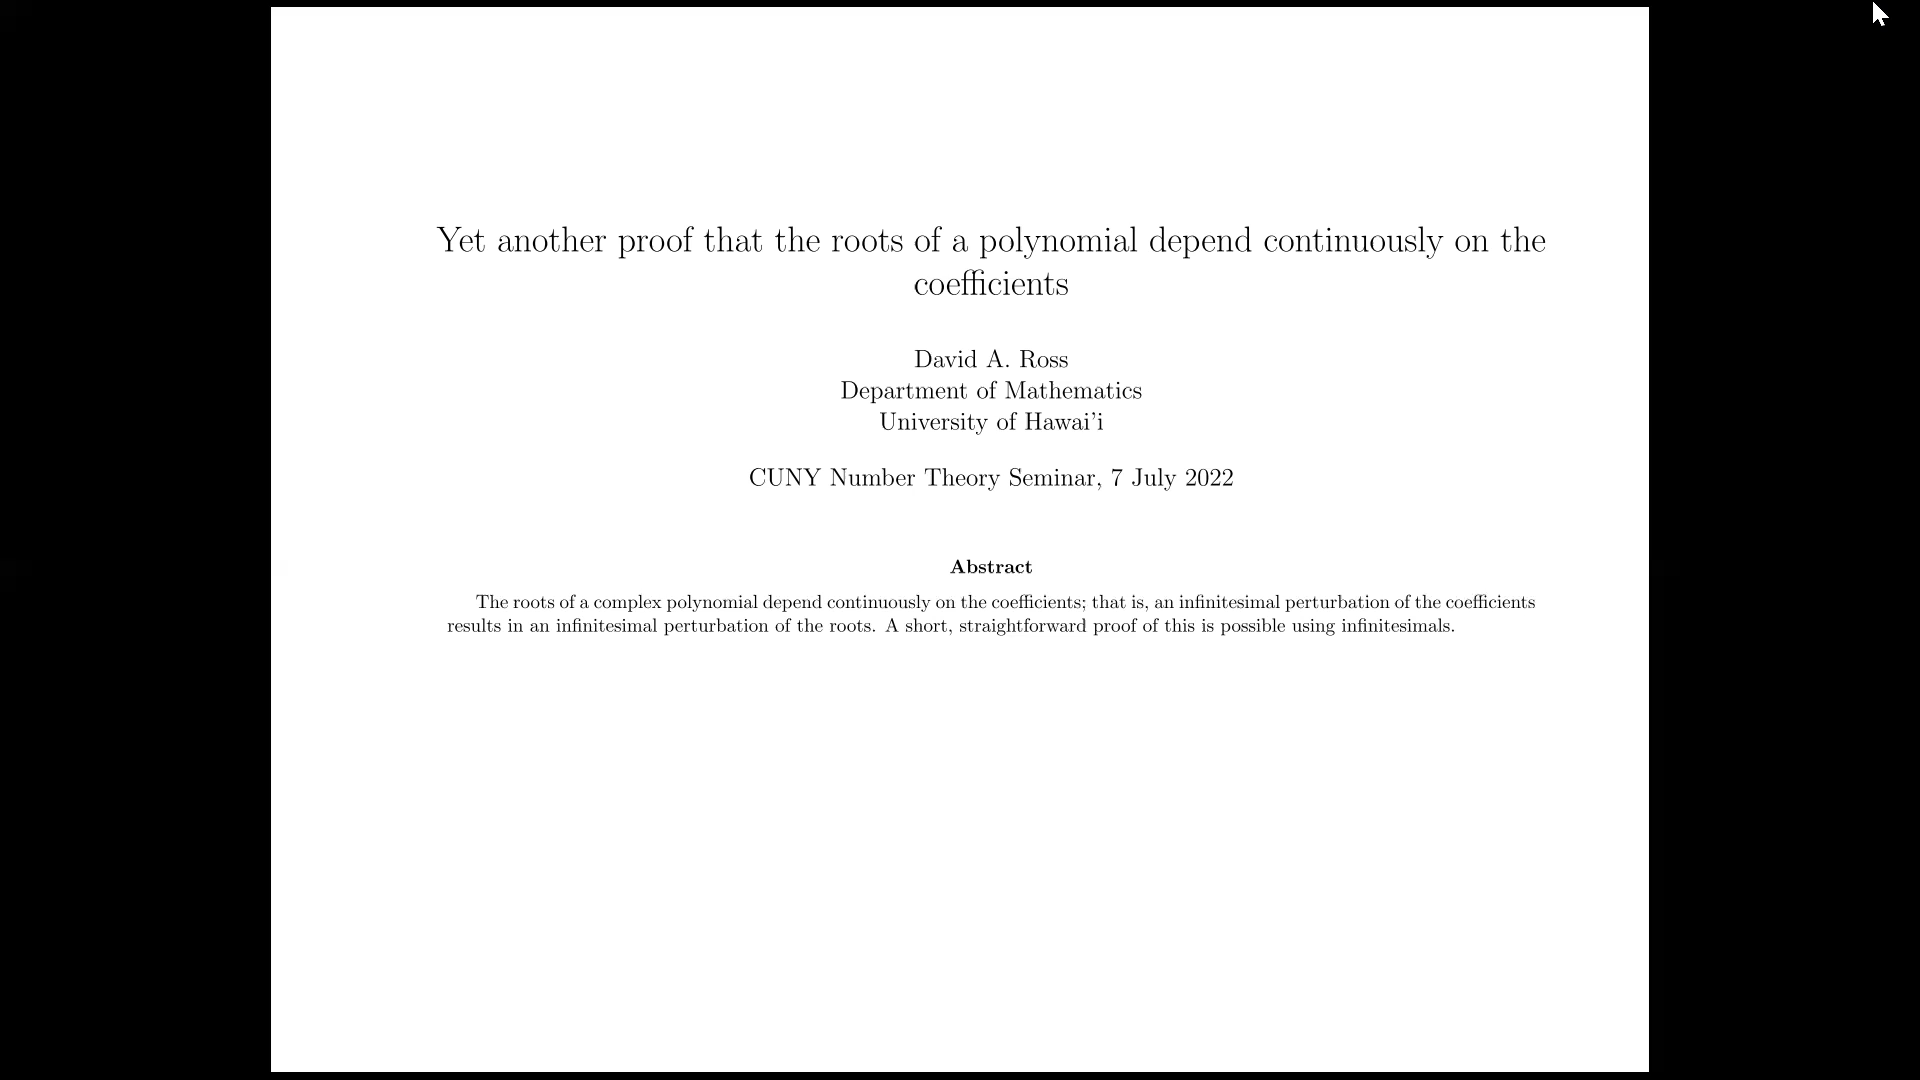 Yet another proof that the roots of a polynomial depend continuously on the
coefficients
David A. Ross
Department of Mathematics
University of Hawai'i
CUNY Number Theory Seminar, 7 July 2022
Abstract
The roots of a complex polynomial depend continuously on the coefficients; that is, an infinitesimal perturbation of the coefficients
results in an infinitesimal perturbation of the roots. A short, straightforward proof of this is possible using infinitesimals.